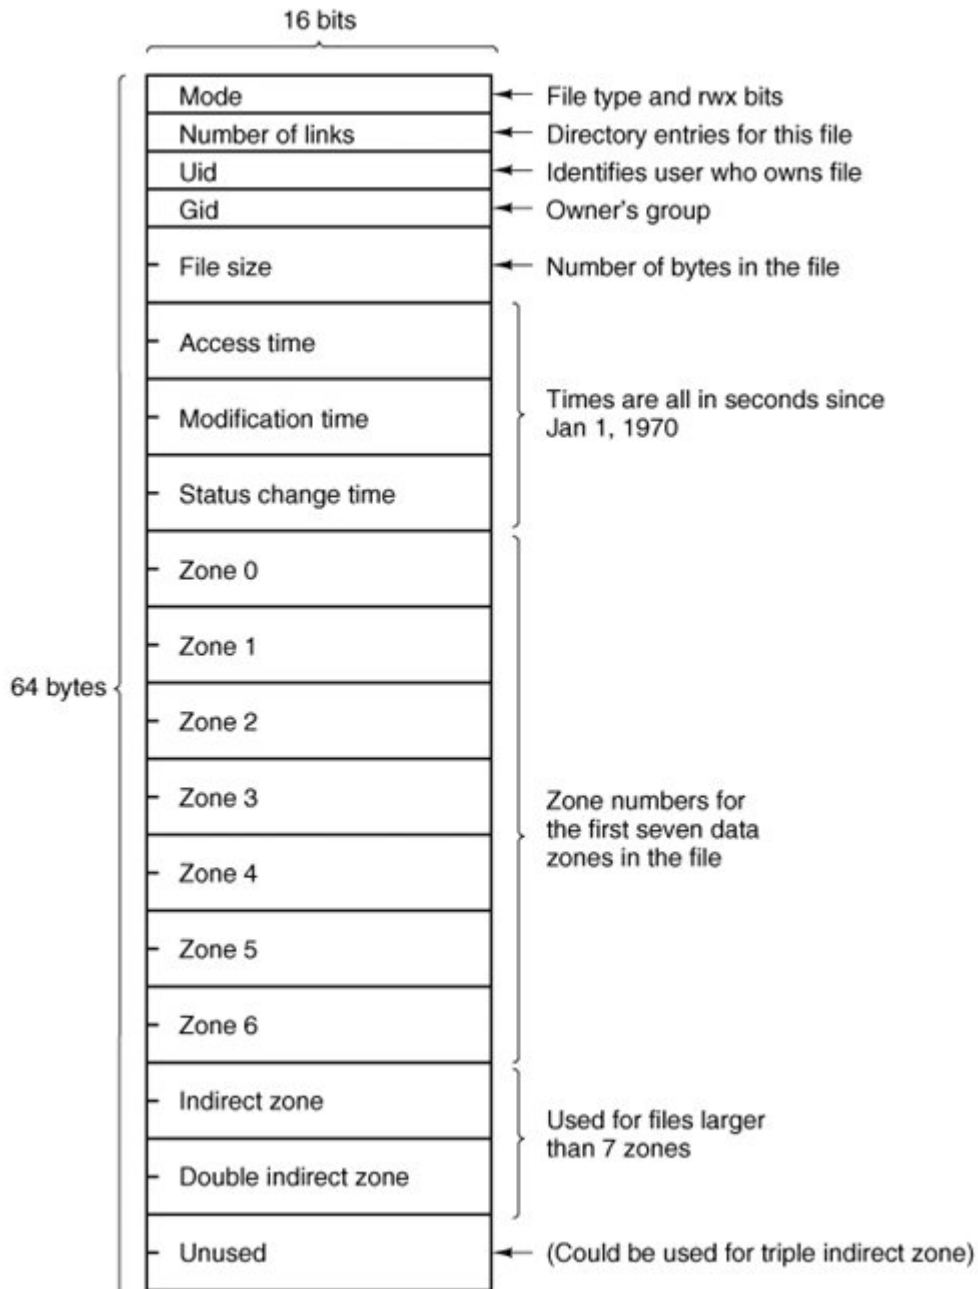 16 bits
Mode
File type and rwx bits
Number of links
Directory entries for this file
Uid
Identifies user who owns file
Gid
Owner's group
File size
Number of bytes in the file
Access time
Modification time
Times are all in seconds since
Jan 1, 1970
Status change time
Zone 0
Zone 1
64 bytes
Zone 2
Zone 3
Zone 4
Zone numbers for
the first seven data
zones in the file
Zone 5
Zone 6
Indirect zone
Double indirect zone
Used for files larger
than 7 zones
Unused
(Could be used for triple indirect zone)